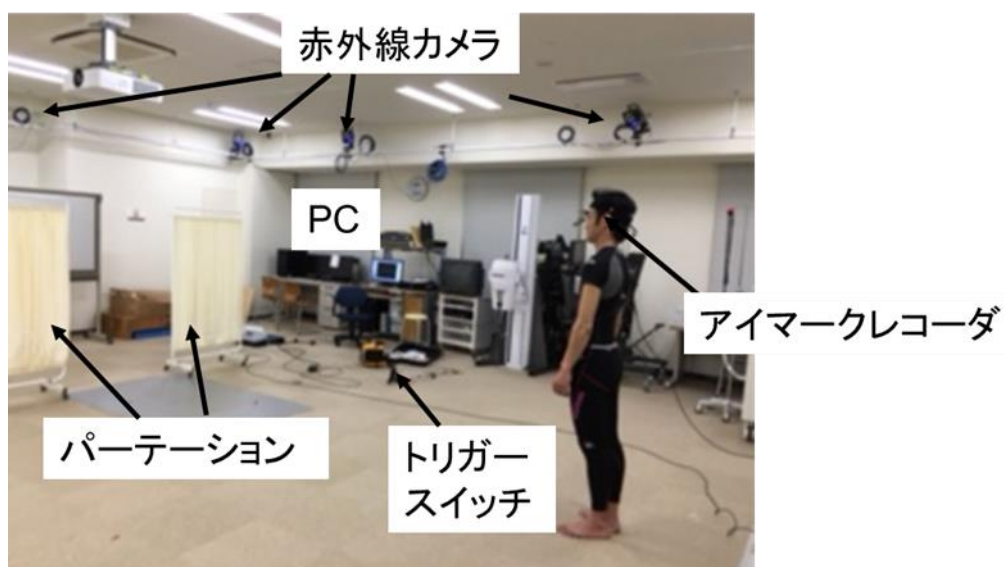 赤外線カメラ
PC
アイマークレコーダ
パーテーション
トリガー
スイッチ